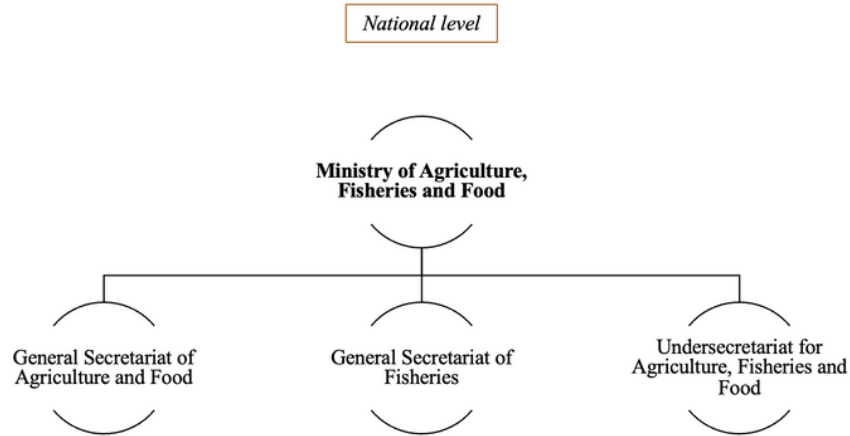 National level
Ministry of Agriculture,
Fisheries and Food
General Secretariat of
Agriculture and Food
General Secretariat of
Fisheries
Undersecretariat for
Agriculture, Fisheries and
Food